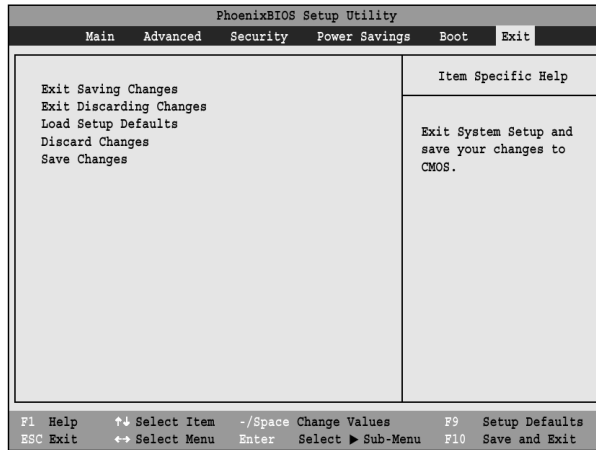 PhoenixBIOS Setup Utility
Main Advanced Security Power Savings Boot Exit
Exit Saving Changes
Exit Discarding Changes
Load Setup Defaults
Discard Changes
Save Changes
Item Specific Help
Exit System Setup and
save your changes to
CMOS.
F1 Help ↑↓ Select Item -/Space Change Values F9 Setup Defaults
ESC Exit ←→ Select Menu Enter Select ▶ Sub-Menu F10 Save and Exit